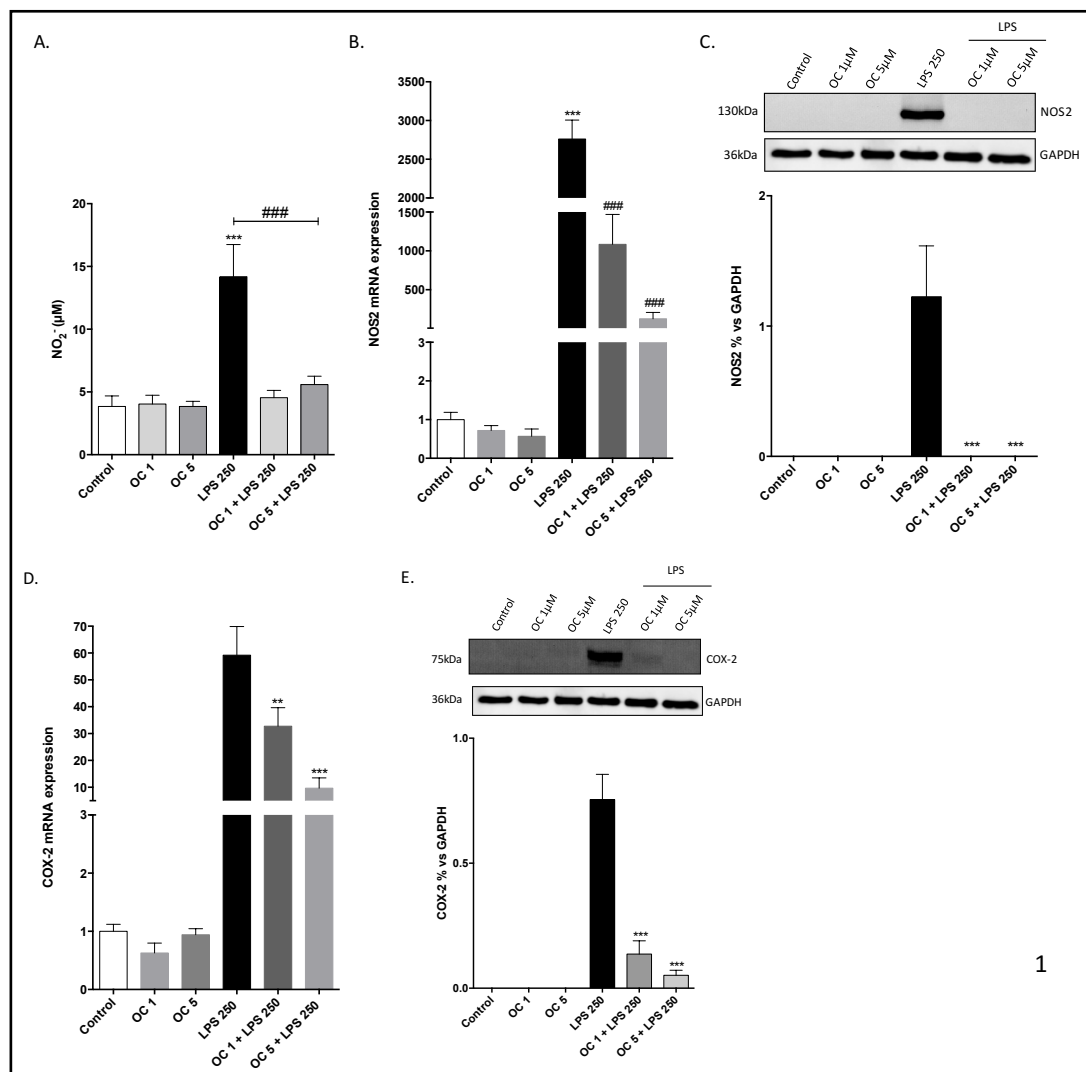 A.
NO2- (µM)
20
15
10
5
0
***
###
Control
OC 1
OC 5
LPS 250
OC 1 + LPS 250
OC 5 + LPS 250
B.
NOS2 mRNA expression
3500
3000
2500
2000
1500
1000
500
3
2
1
0
***
###
###
Control
OC 1
OC 5
LPS 250
OC 1 + LPS 250
OC 5 + LPS 250
C.
LPS
Control
OC 1µM
OC 5µM
LPS 250
OC 1µM
OC 5µM
130kDa
NOS2
36kDa
GAPDH
NOS2 % vs GAPDH
2
1
0
***
***
Control
OC 1
OC 5
LPS 250
OC 1 + LPS 250
OC 5 + LPS 250
D.
COX-2 mRNA expression
70
60
50
40
30
20
10
3
2
1
0
**
***
Control
OC 1
OC 5
LPS 250
OC 1 + LPS 250
OC 5 + LPS 250
E.
LPS
Control
OC 1µM
OC 5µM
LPS 250
OC 1µM
OC 5µM
75kDa
COX-2
36kDa
GAPDH
COX-2 % vs GAPDH
1.0
0.5
0.0
***
***
Control
OC 1
OC 5
LPS 250
OC 1 + LPS 250
OC 5 + LPS 250
1